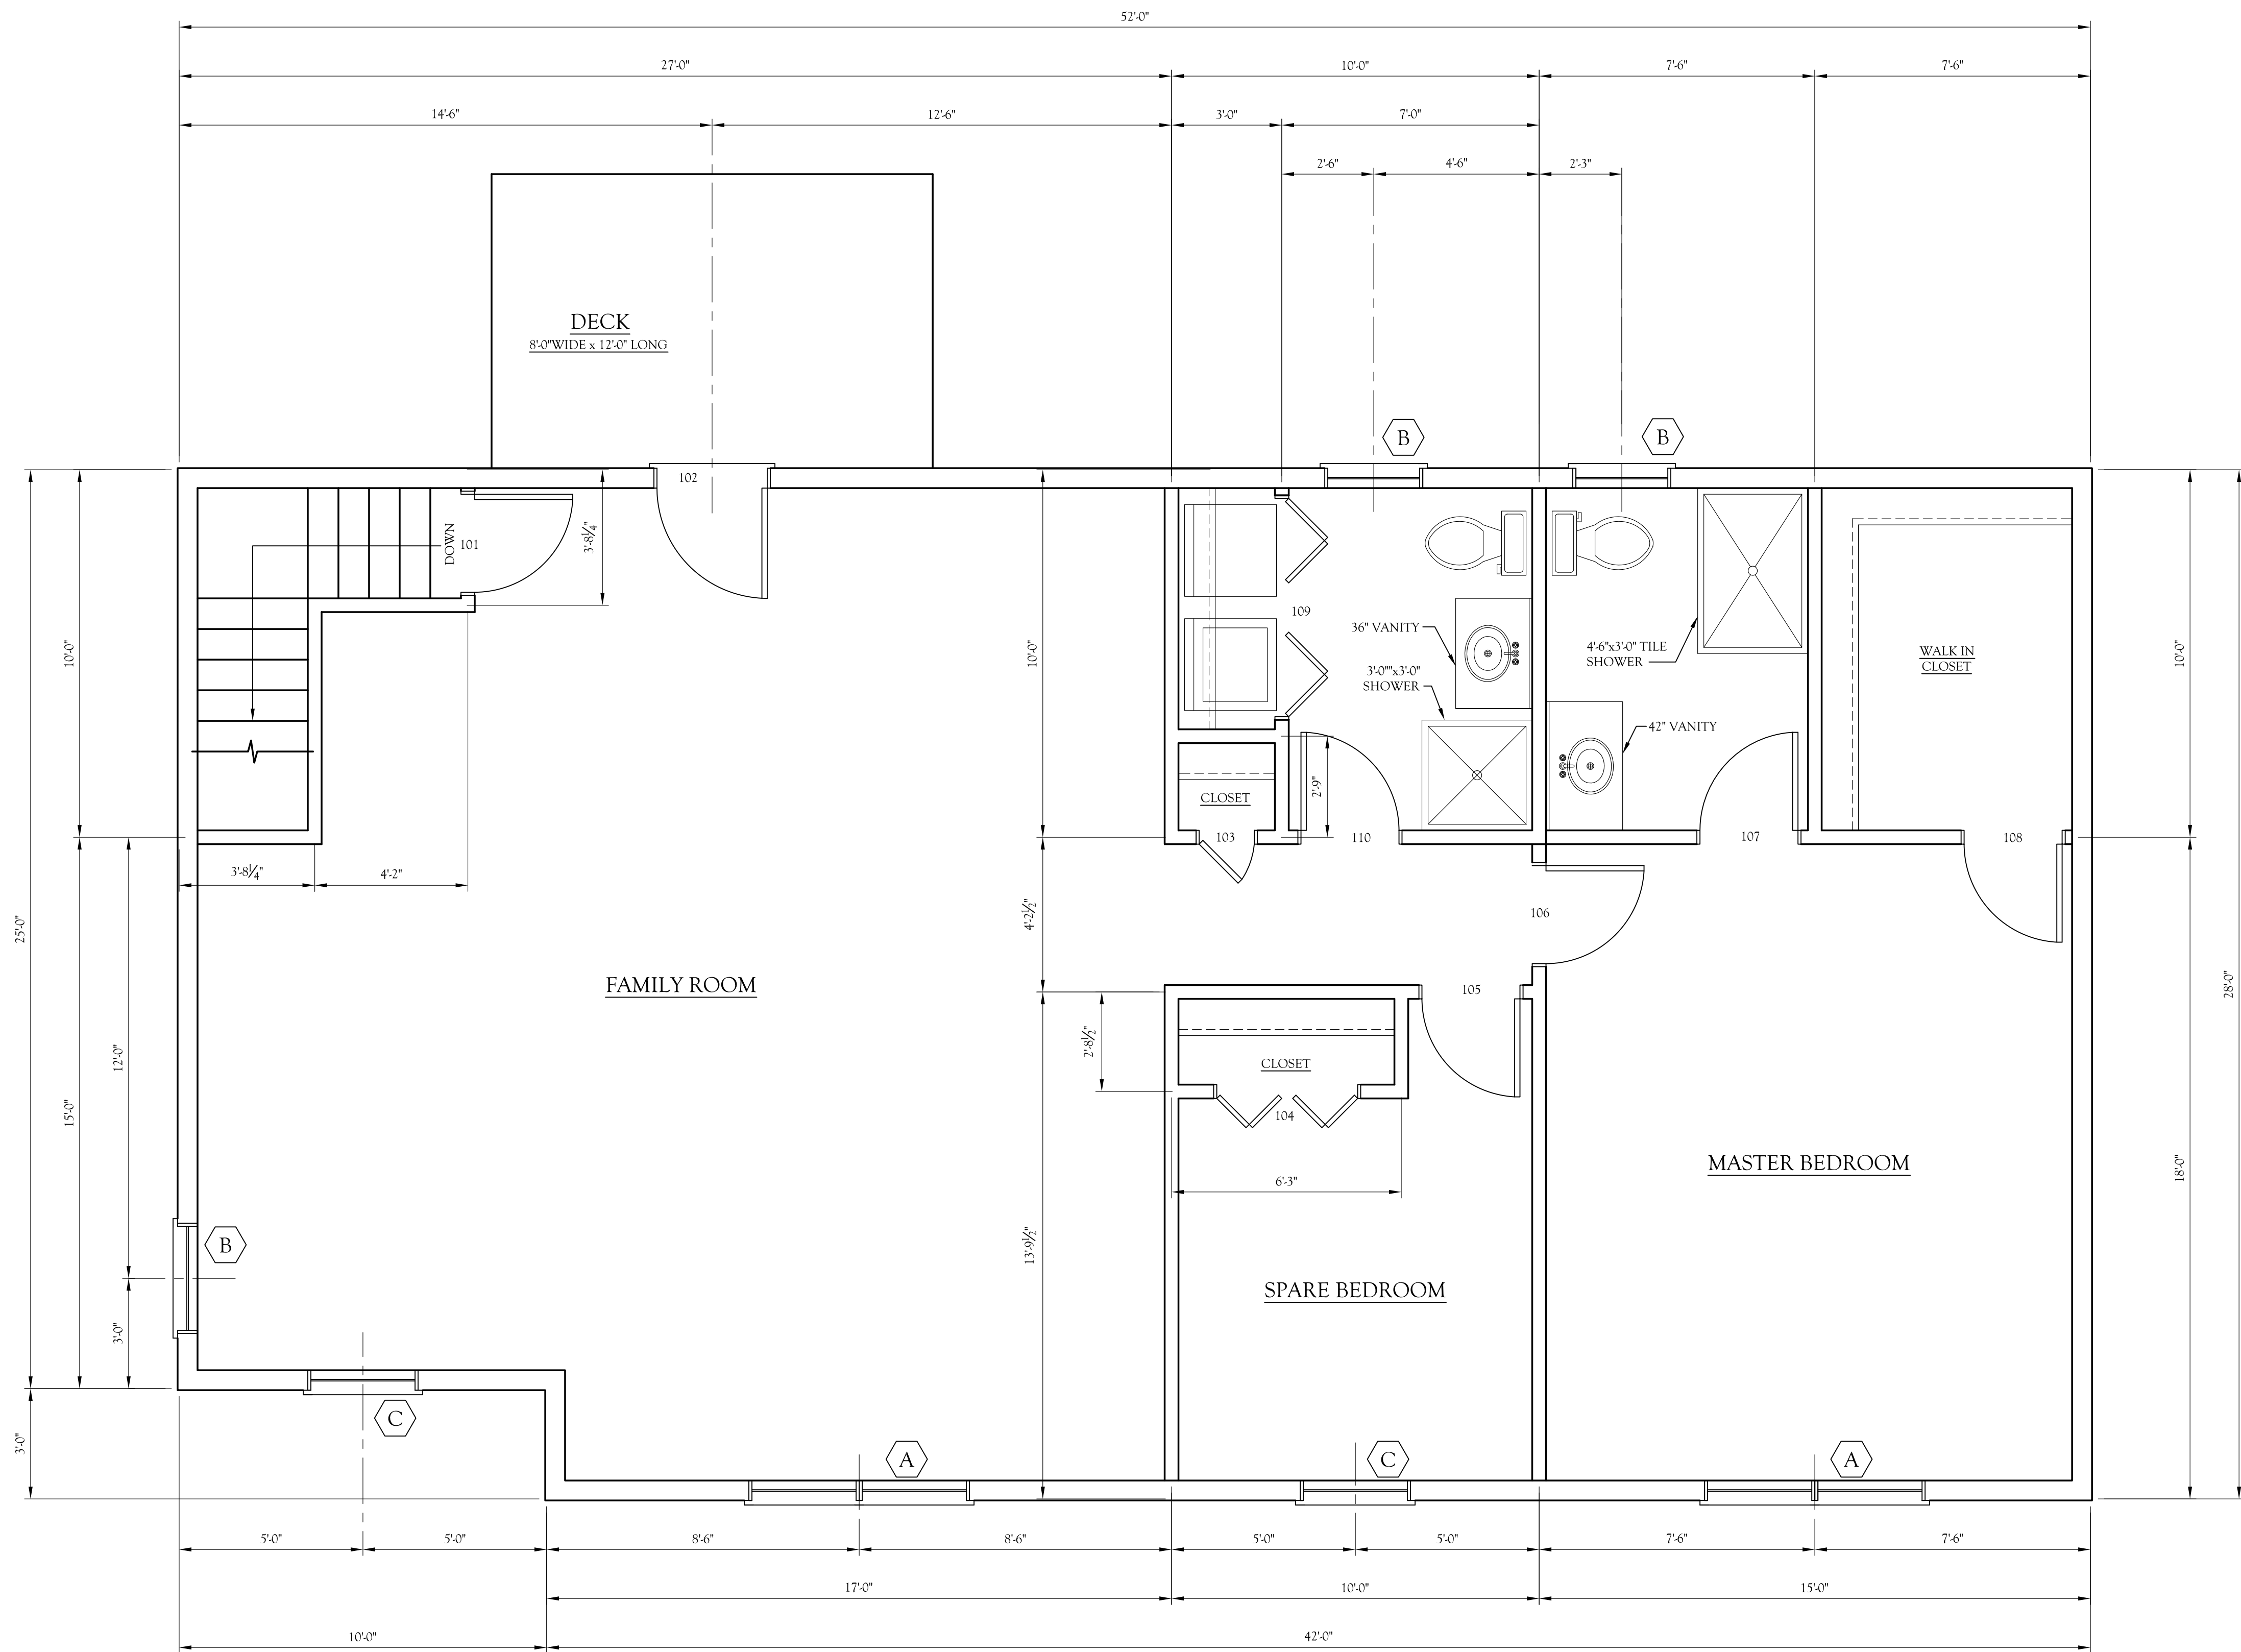 52'-0"
27'-0" 10'-0" 7'-6" 7'-6"
14'-6" 12'-6" 3'-0" 7'-0"
2'-6" 4'-6" 2'-3"
DECK
8'-0"WIDE x 12'-0" LONG
B B
102
DOWN
101
3'-8¼"
109
36" VANITY
3'-0""x3'-0"
SHOWER
4'-6"x3'-0" TILE
SHOWER
WALK IN
CLOSET
42" VANITY
10'-0"
10'-0"
10'-0"
2'-9"
CLOSET
103
110
107
108
3'-8¼" 4'-2"
25'-0"
4'-2½"
106
FAMILY ROOM
105
28'-0"
12'-0"
15'-0"
2'-8½"
CLOSET
104
MASTER BEDROOM
18'-0"
6'-3"
13'-9½"
B
SPARE BEDROOM
3'-0"
3'-0"
C
A
C
A
5'-0" 5'-0" 8'-6" 8'-6" 5'-0" 5'-0" 7'-6" 7'-6"
17'-0" 10'-0" 15'-0"
10'-0" 42'-0"